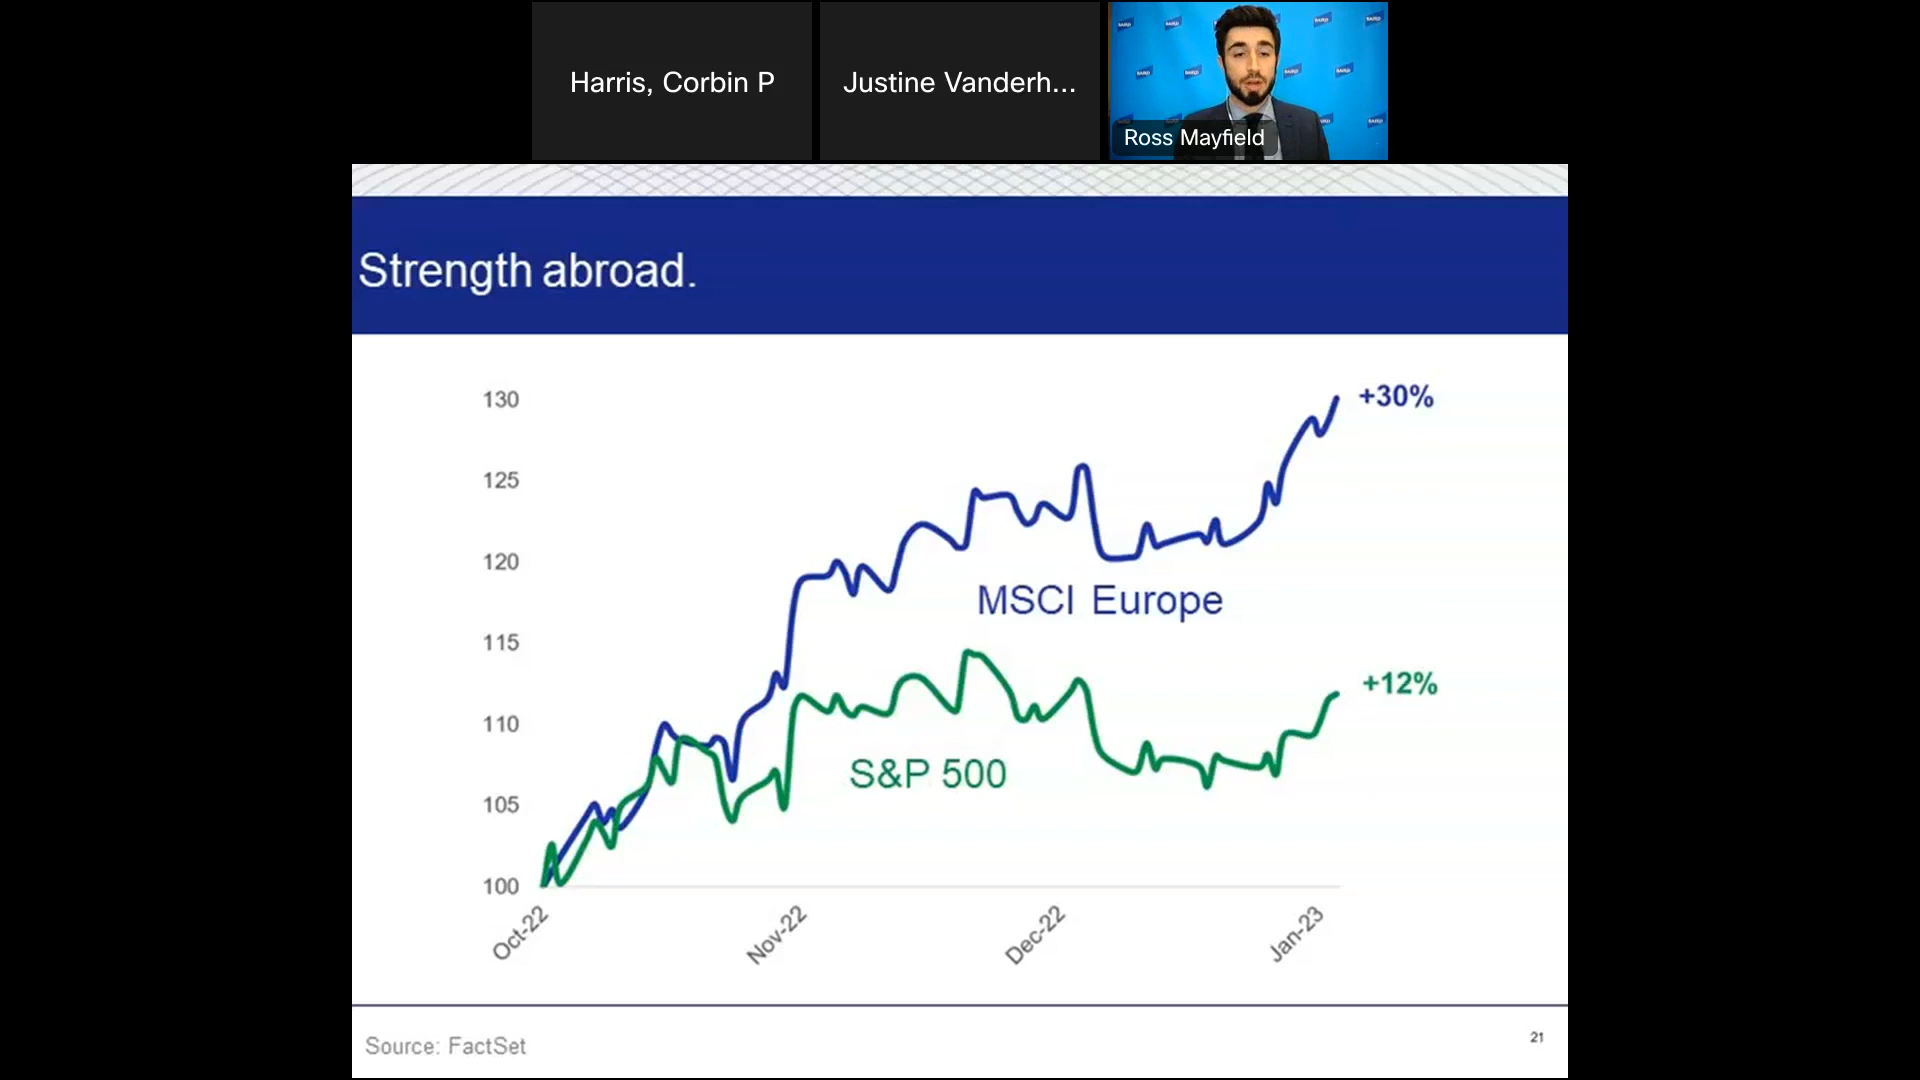 Harris, Corbin P
Justine Vanderh...
Ross Mayfield
Strength abroad.
130
125
120
115
110
105
100
+30%
MSCI Europe
+12%
S&P 500
Oct-22
Nov-22
Dec-22
Jan-23
Source: FactSet
21